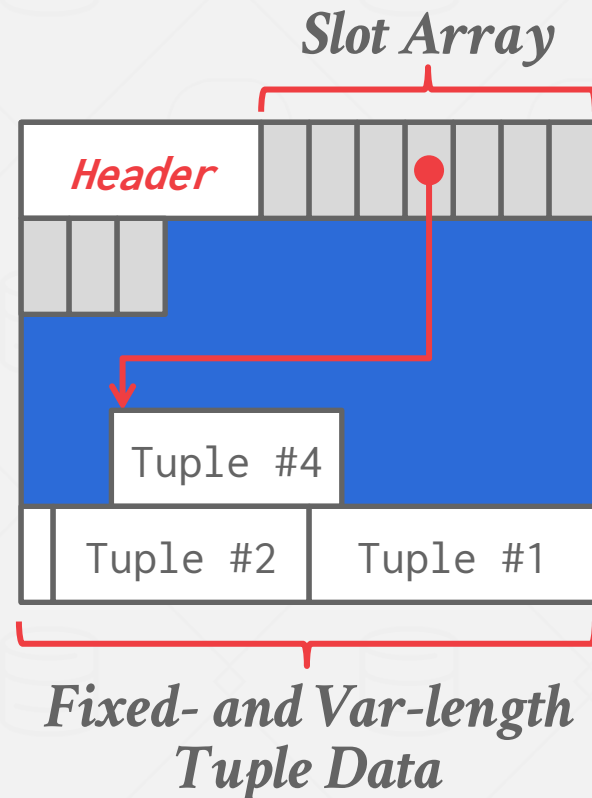 Slot Array
Header
Tuple #4
Tuple #2
Tuple #1
Fixed- and Var-length
Tuple Data